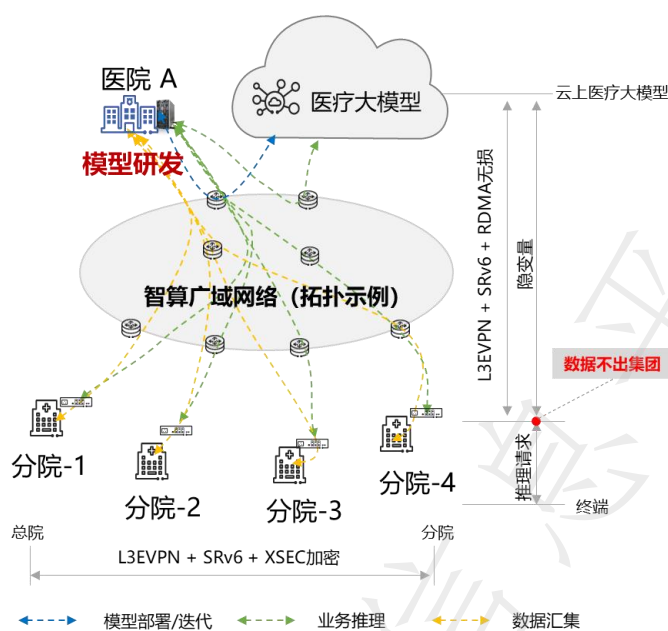 医院 A
医疗大模型
云上医疗大模型
模型研发
L3EVPN + SRv6 + RDMA无损
隐变量
智算广域网络（拓扑示例）
数据不出集团
推理请求
分院-1
分院-2
分院-3
分院-4
终端
总院
分院
L3EVPN + SRv6 + XSEC加密
模型部署/迭代
业务推理
数据汇集